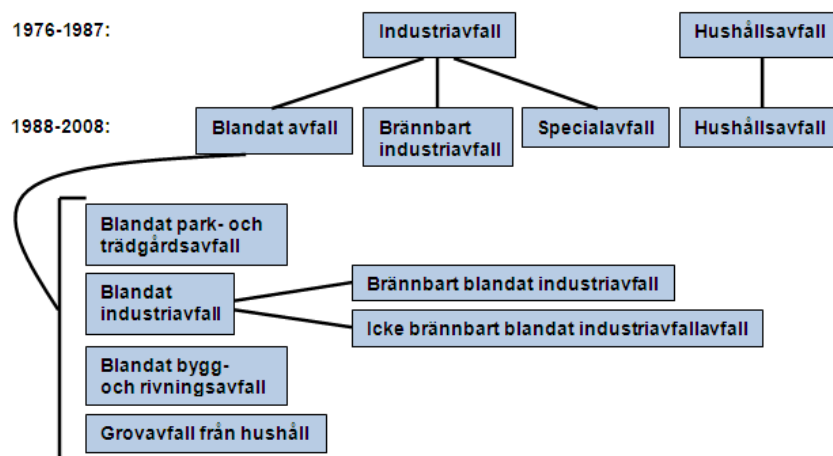 1976-1987:
Industriavfall
Hushållsavfall
1988-2008:
Blandat avfall
Brännbart
industriavfall
Specialavfall
Hushållsavfall
Blandat park- och
trädgårdsavfall
Blandat
industriavfall
Brännbart blandat industriavfall
Icke brännbart blandat industriavfallavfall
Blandat bygg-
och rivningsavfall
Grovavfall från hushåll